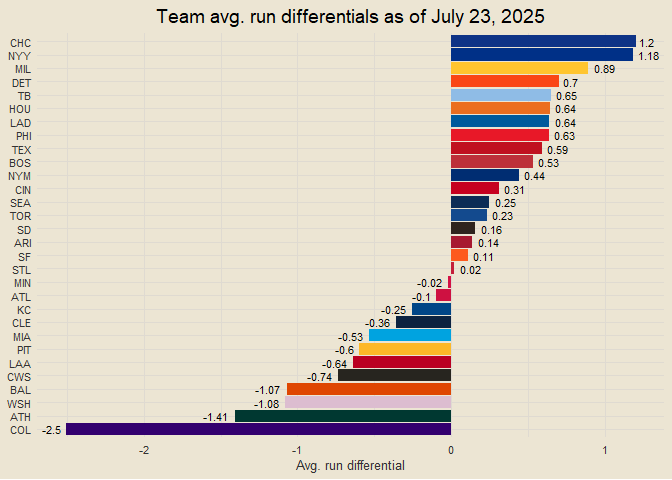 Team avg. run differentials as of July 23, 2025
CHC 1.2
NYY 1.18
MIL 0.89
DET 0.7
TB 0.65
HOU 0.64
LAD 0.64
PHI 0.63
TEX 0.59
BOS 0.53
NYM 0.44
CIN 0.31
SEA 0.25
TOR 0.23
SD 0.16
ARI 0.14
SF 0.11
STL 0.02
MIN -0.02
ATL -0.1
KC -0.25
CLE -0.36
MIA -0.53
PIT -0.6
LAA -0.64
CWS -0.74
BAL -1.07
WSH -1.08
ATH -1.41
COL -2.5
-2 -1 0 1
Avg. run differential